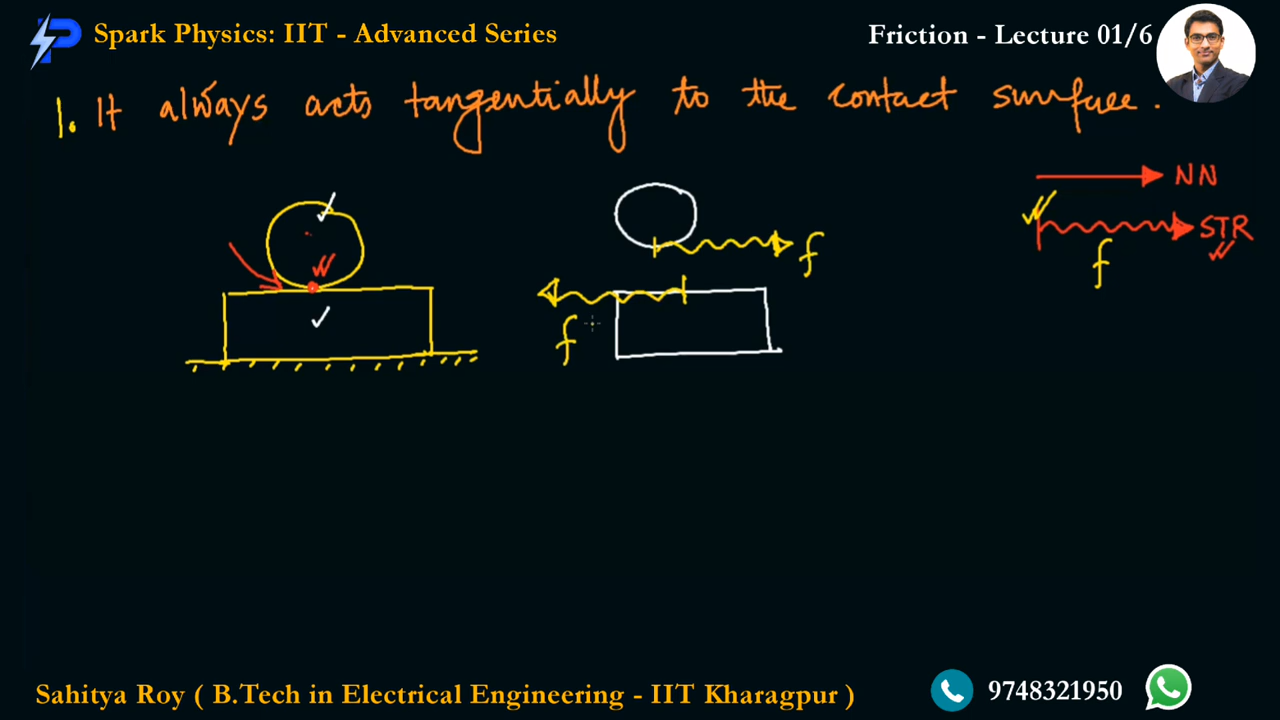 Spark Physics: IIT - Advanced Series
Friction - Lecture 01/6
1. It always acts tangentially to the contact surface.
NN
STR
f
f
f
Sahitya Roy ( B.Tech in Electrical Engineering - IIT Kharagpur )
9748321950